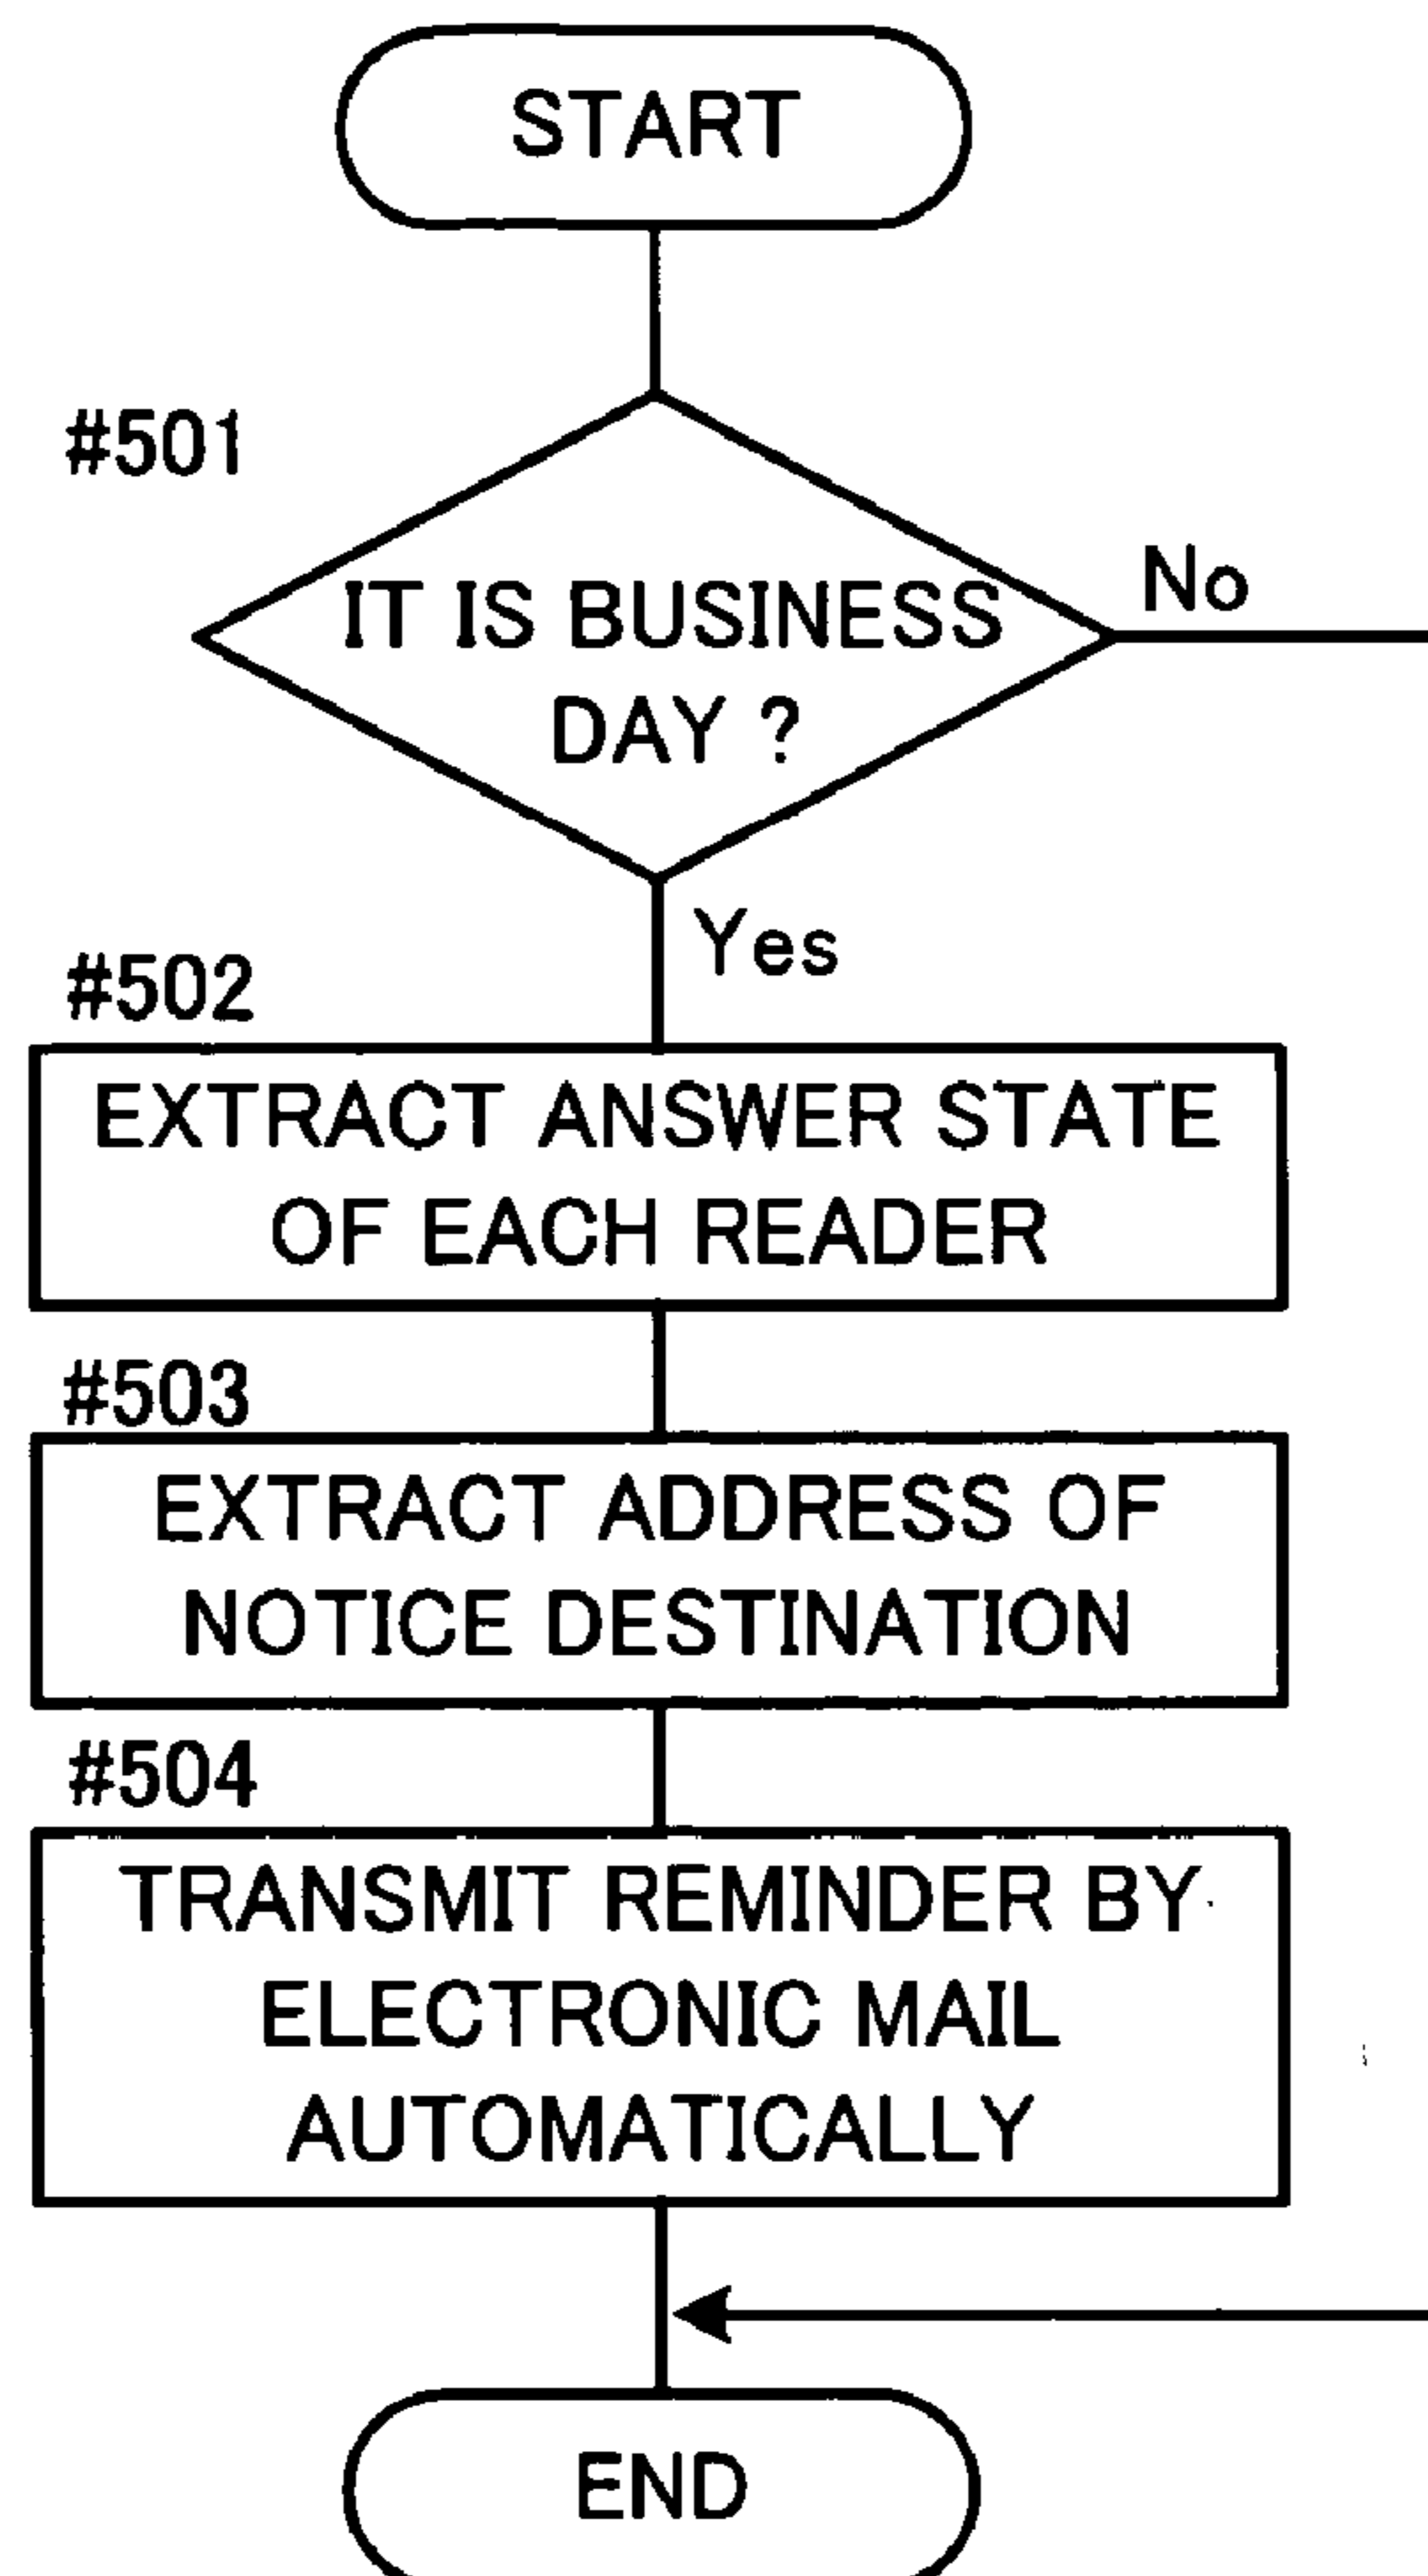 START
#501
IT IS BUSINESS
DAY ?
No
Yes
#502
EXTRACT ANSWER STATE
OF EACH READER
#503
EXTRACT ADDRESS OF
NOTICE DESTINATION
#504
TRANSMIT REMINDER BY
ELECTRONIC MAIL
AUTOMATICALLY
END